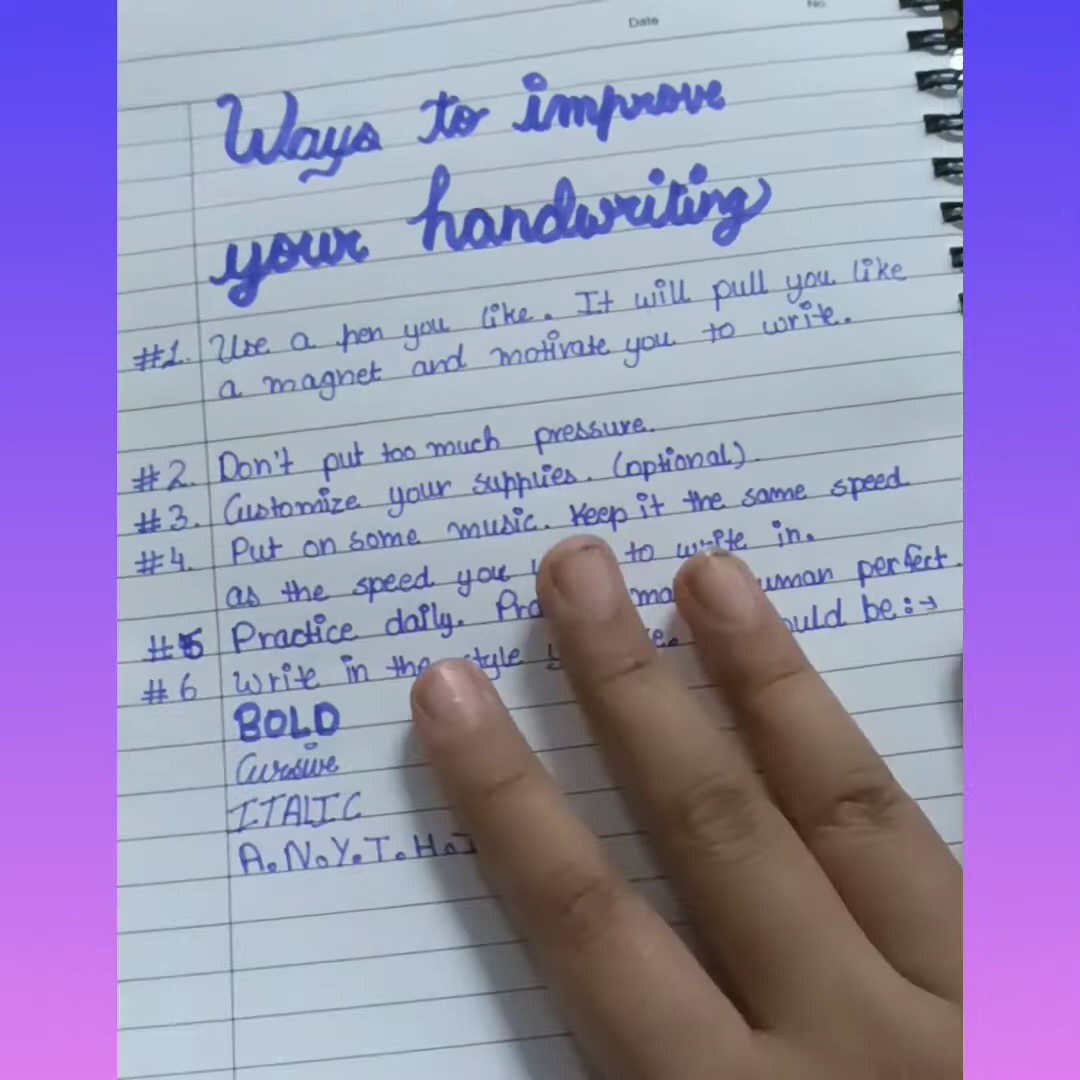 Date
No.
Ways to improve
your handwriting
#1. Use a pen you like. It will pull you like
a magnet and motivate you to write.
#2. Don't put too much pressure.
#3. Customize your supplies. (optional)
#4. Put on some music. Keep it the same speed
as the speed you to write in.
#5 Practice daily. perfect.
#6 Write in the style be:→
BOLD
Cursive
ITALIC
A.N.Y.T.H.I